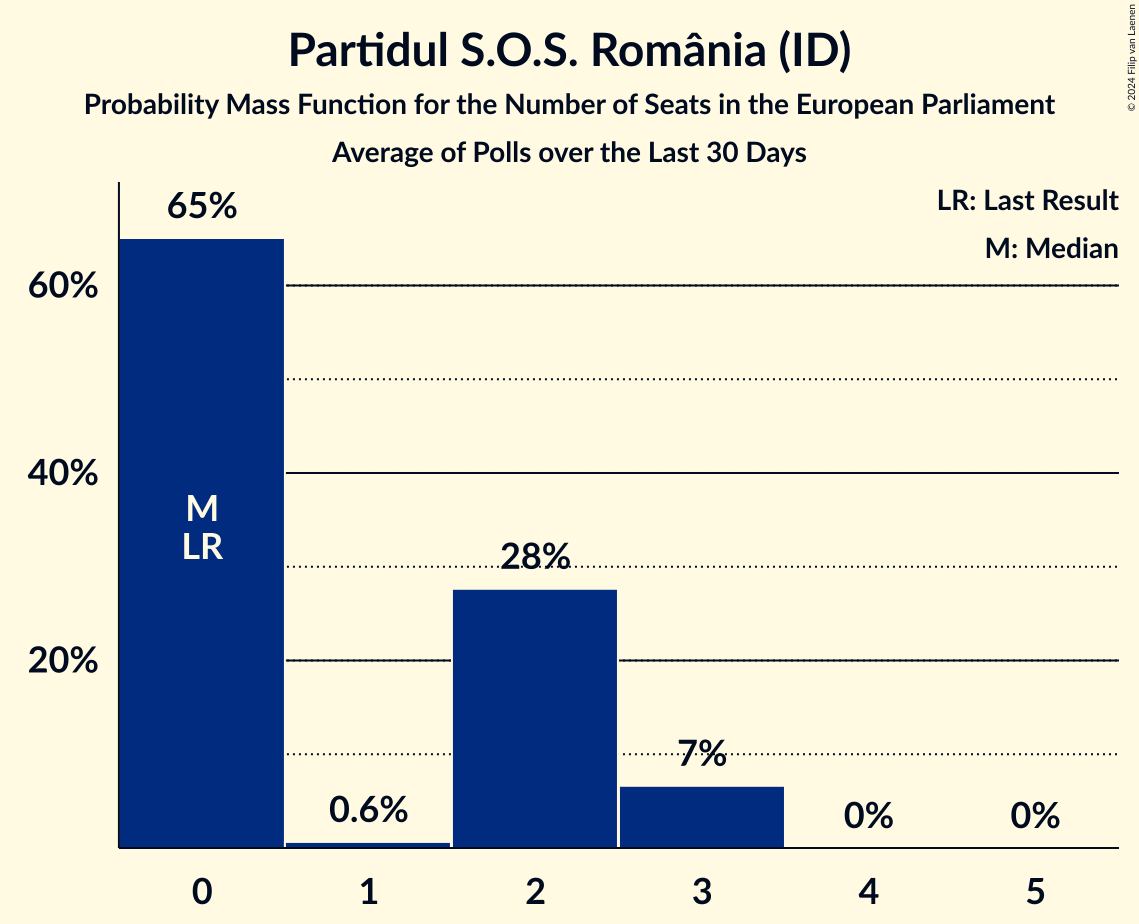 Partidul S.O.S. România (ID)
Probability Mass Function for the Number of Seats in the European Parliament
Average of Polls over the Last 30 Days
© 2024 Filip van Laenen
LR: Last Result
M: Median
65%
60%
40%
20%
M
LR
28%
0.6%
7%
0%
0%
0
1
2
3
4
5